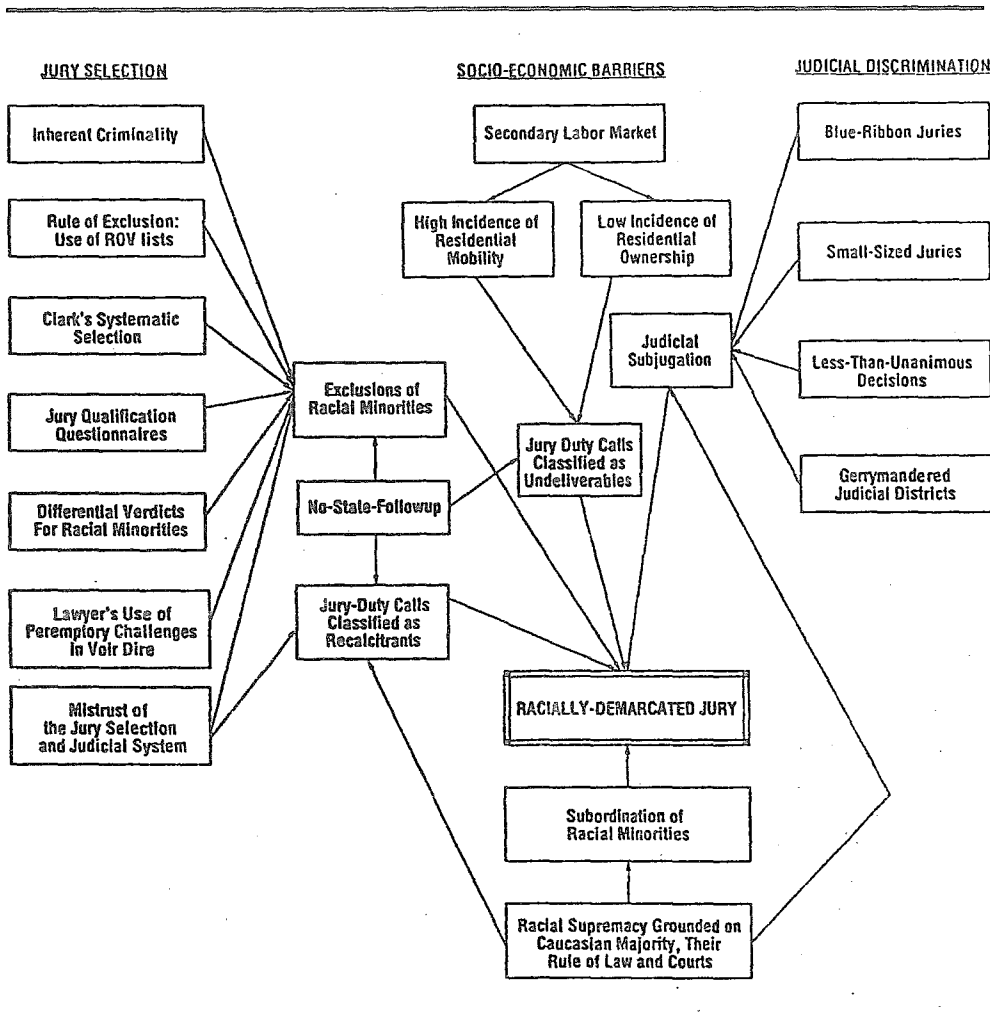 JURY SELECTION
Inherent Criminality
Rule of Exclusion:
Use of ROV lists
Clark's Systematic
Selection
Jury Qualification
Questionnaires
Differential Verdicts
For Racial Minorities
Lawyer's Use of
Peremptory Challenges
In Voir Dire
Mistrust of
the Jury Selection
and Judicial System
Exclusions of
Racial Minorities
No-State-Followup
Jury-Duty Calls
Classified as
Recalcitrants
SOCIO-ECONOMIC BARRIERS
Secondary Labor Market
High Incidence of
Residential
Mobility
Low Incidence of
Residential
Ownership
Judicial
Subjugation
Jury Duty Calls
Classified as
Undeliverables
RACIALLY-DEMARCATED JURY
Subordination of
Racial Minorities
Racial Supremacy Grounded on
Caucasian Majority, Their
Rule of Law and Courts
JUDICIAL DISCRIMINATION
Blue-Ribbon Juries
Small-Sized Juries
Less-Than-Unanimous
Decisions
Gerrymandered
Judicial Districts